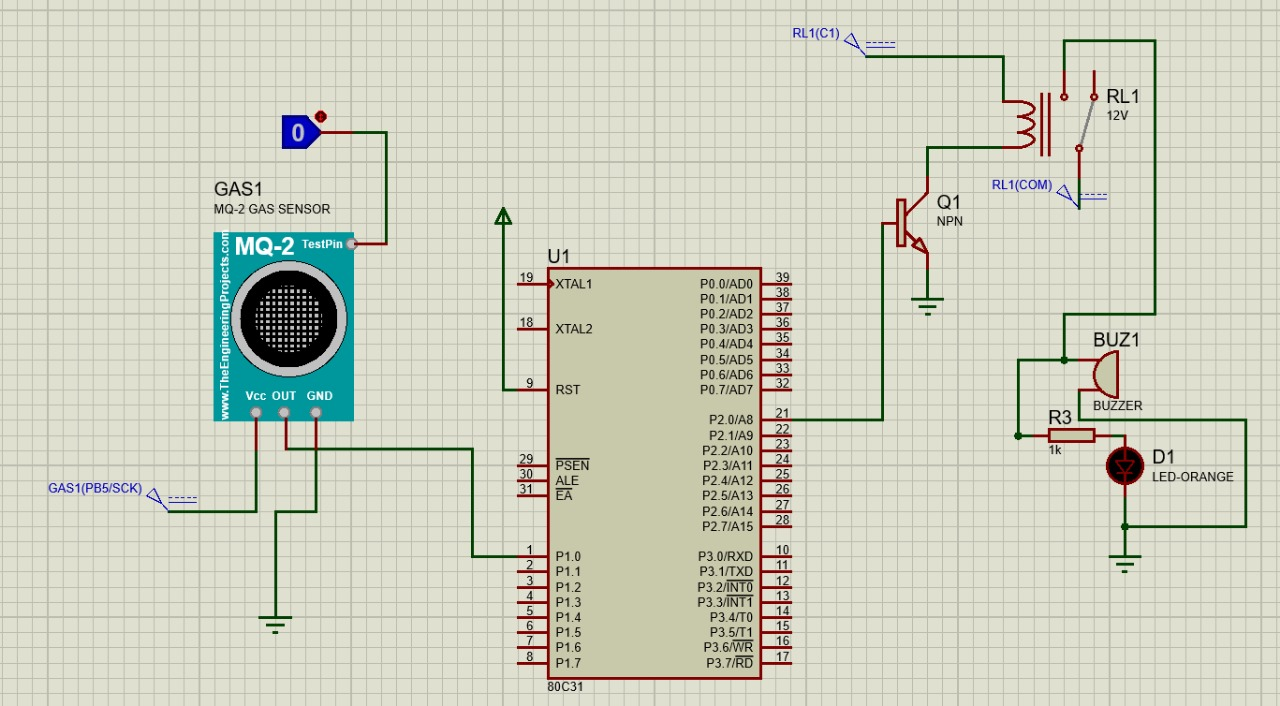 RL1(C1)
RL1
12V
0
GAS1
MQ-2 GAS SENSOR
RL1(COM)
Q1
NPN
MQ-2 TestPin
www.TheEngineeringProjects.com
Vcc OUT GND
GAS1(PB5/SCK)
U1
19 XTAL1
18 XTAL2
9 RST
29 PSEN
30 ALE
31 EA
1 P1.0
2 P1.1
3 P1.2
4 P1.3
5 P1.4
6 P1.5
7 P1.6
8 P1.7
P0.0/AD0 39
P0.1/AD1 38
P0.2/AD2 37
P0.3/AD3 36
P0.4/AD4 35
P0.5/AD5 34
P0.6/AD6 33
P0.7/AD7 32
P2.0/A8 21
P2.1/A9 22
P2.2/A10 23
P2.3/A11 24
P2.4/A12 25
P2.5/A13 26
P2.6/A14 27
P2.7/A15 28
P3.0/RXD 10
P3.1/TXD 11
P3.2/INT0 12
P3.3/INT1 13
P3.4/T0 14
P3.5/T1 15
P3.6/WR 16
P3.7/RD 17
80C31
BUZ1
BUZZER
R3
1k
D1
LED-ORANGE